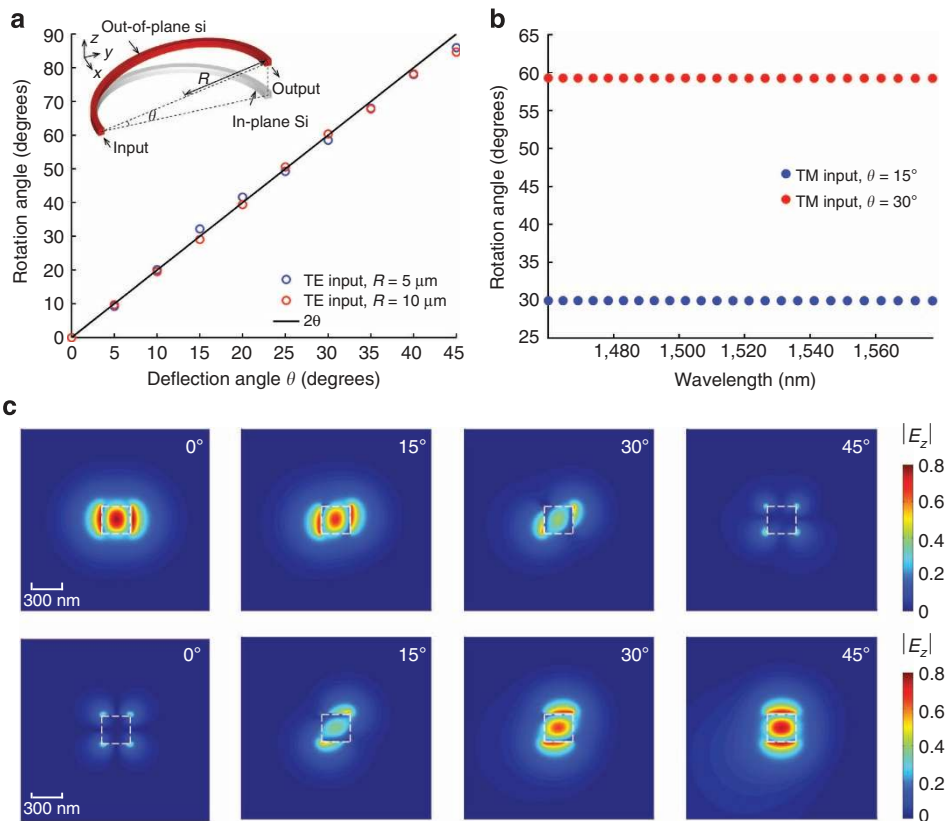 a
Out-of-plane si
z
y
x
R
Output
θ
In-plane Si
Input
Rotation angle (degrees)
90
80
70
60
50
40
30
20
10
0
TE input, R = 5 μm
TE input, R = 10 μm
2θ
0
5
10
15
20
25
30
35
40
45
Deflection angle θ (degrees)
b
Rotation angle (degrees)
65
60
55
50
45
40
35
30
25
TM input, θ = 15°
TM input, θ = 30°
1,480
1,500
1,520
1,540
1,560
Wavelength (nm)
c
0°
300 nm
15°
30°
45°
|E_z|
0.8
0.6
0.4
0.2
0
|E_z|
0°
300 nm
15°
30°
45°
0.8
0.6
0.4
0.2
0